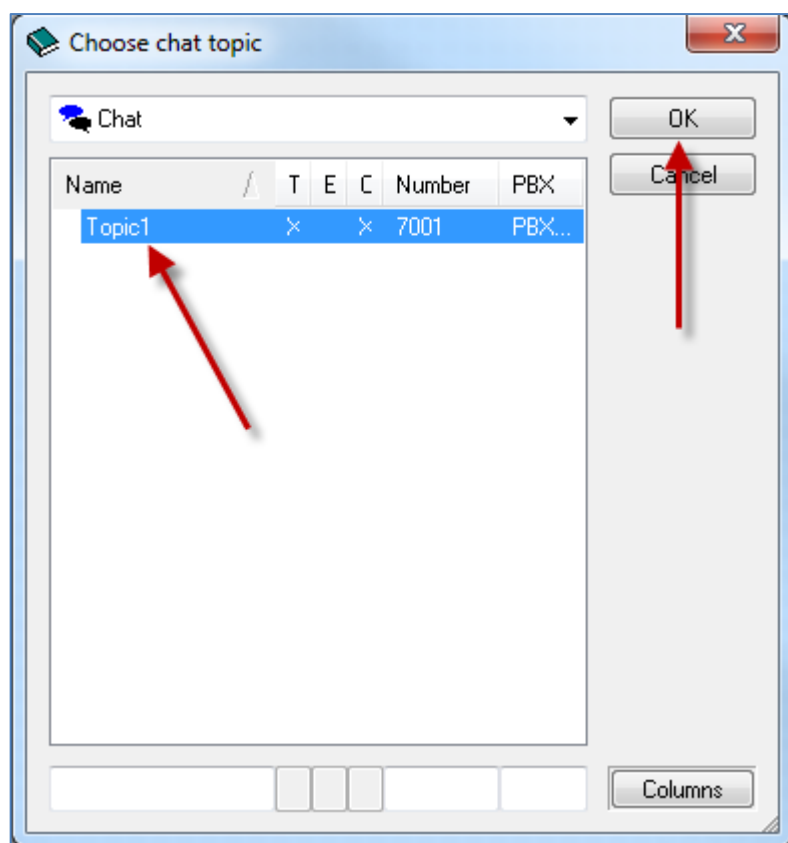 Choose chat topic
Chat
OK
Cancel
Name T E C Number PBX
Topic1 X X 7001 PBX...
Columns